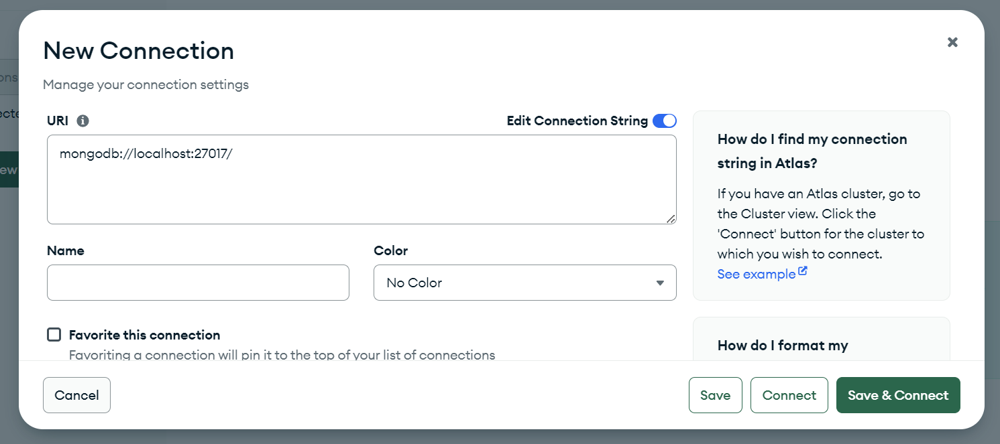 New Connection
Manage your connection settings
URI
Edit Connection String
mongodb://localhost:27017/
Name
Color
No Color
Favorite this connection
Favoriting a connection will pin it to the top of your list of connections
How do I find my connection
string in Atlas?
If you have an Atlas cluster, go to
the Cluster view. Click the
'Connect' button for the cluster to
which you wish to connect.
See example
How do I format my
Cancel
Save
Connect
Save & Connect